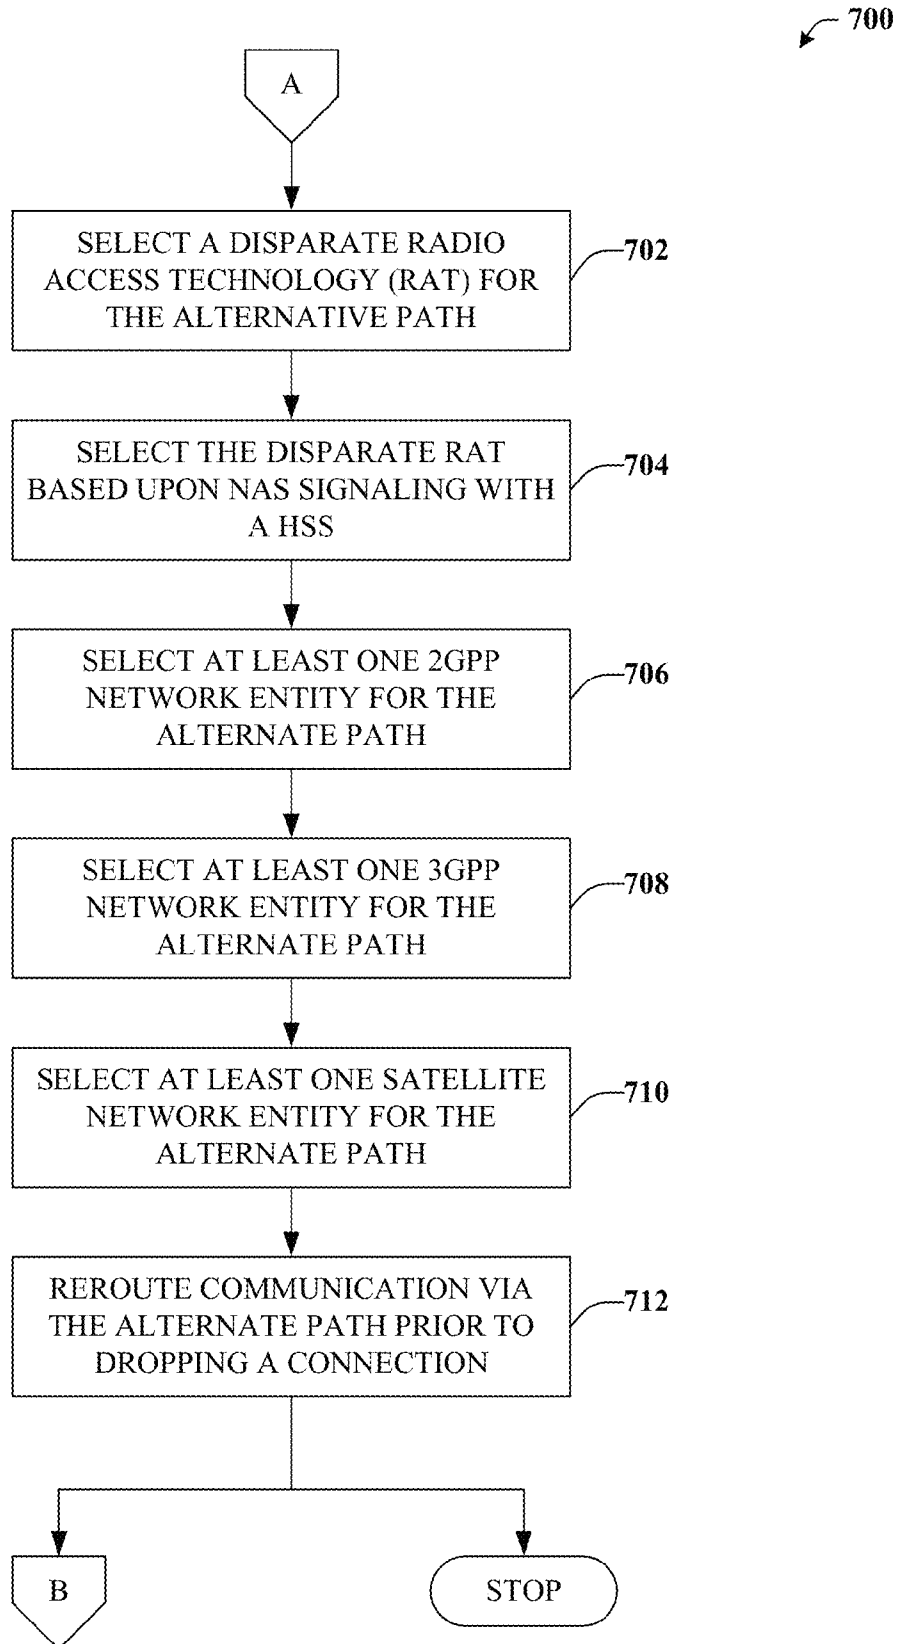 700
A
SELECT A DISPARATE RADIO
ACCESS TECHNOLOGY (RAT) FOR
THE ALTERNATIVE PATH
702
SELECT THE DISPARATE RAT
BASED UPON NAS SIGNALING WITH
A HSS
704
SELECT AT LEAST ONE 2GPP
NETWORK ENTITY FOR THE
ALTERNATE PATH
706
SELECT AT LEAST ONE 3GPP
NETWORK ENTITY FOR THE
ALTERNATE PATH
708
SELECT AT LEAST ONE SATELLITE
NETWORK ENTITY FOR THE
ALTERNATE PATH
710
REROUTE COMMUNICATION VIA
THE ALTERNATE PATH PRIOR TO
DROPPING A CONNECTION
712
B
STOP